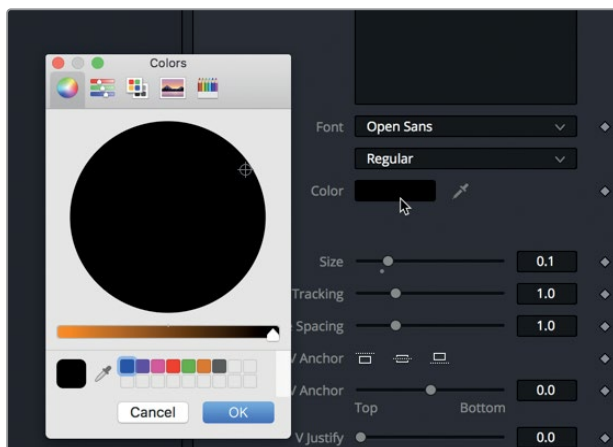 Colors
Font Open Sans
Regular
Color
Size 0.1
Tracking 1.0
Spacing 1.0
V Anchor
V Anchor 0.0
Top Bottom
V Justify 0.0
Cancel OK